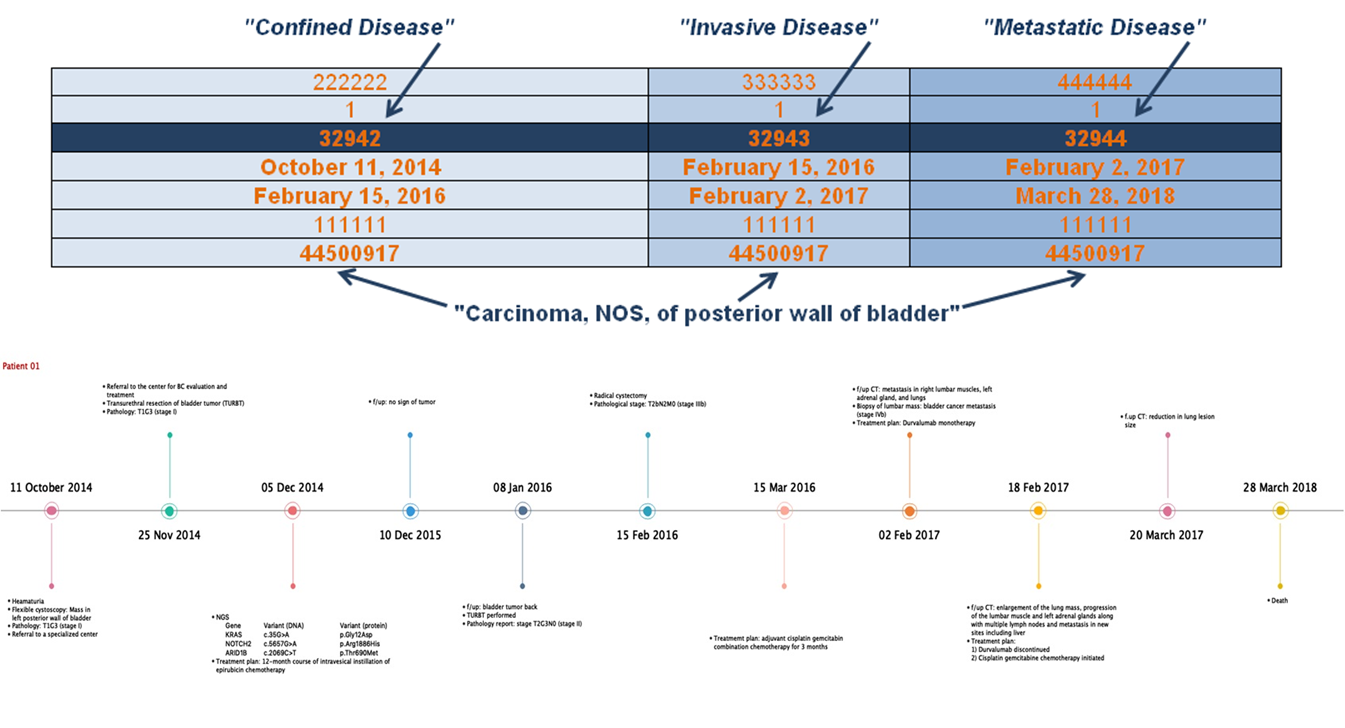 "Confined Disease" "Invasive Disease" "Metastatic Disease"
222222 333333 444444
1 1 1
32942 32943 32944
October 11, 2014 February 15, 2016 February 2, 2017
February 15, 2016 February 2, 2017 March 28, 2018
111111 111111 111111
44500917 44500917 44500917
"Carcinoma, NOS, of posterior wall of bladder"
Patient 01
• Referral to the center for BC evaluation and
treatment
• Transurethral resection of bladder tumor (TURBT)
• Pathology: T1G3 (stage I)
• f/up: no sign of tumor
• Radical cystectomy
• Pathological stage: T2bN2M0 (stage IIIb)
• f/up CT: metastasis in right lumbar muscles, left
adrenal gland, and lungs
• Biopsy of lumbar mass: bladder cancer metastasis
(stage IVb)
• Treatment plan: Durvalumab monotherapy
• f.up CT: reduction in lung lesion
size
11 October 2014 05 Dec 2014 08 Jan 2016 15 Mar 2016 18 Feb 2017 28 March 2018
25 Nov 2014 10 Dec 2015 15 Feb 2016 02 Feb 2017 20 March 2017
• Heamaturia
• Flexible cystoscopy: Mass in
left posterior wall of bladder
• Pathology: T1G3 (stage I)
• Referral to a specialized center
• NGS
Gene Variant (DNA) Variant (protein)
KRAS c.35G>A p.Gly12Asp
NOTCH2 c.5657G>A p.Arg1886His
ARID1B c.2069C>T p.Thr690Met
• Treatment plan: 12-month course of intravesical instillation of
epirubicin chemotherapy
• f/up: bladder tumor back
• TURBT performed
• Pathology report: stage T2G3N0 (stage II)
• Treatment plan: adjuvant cisplatin gemcitabin
combination chemotherapy for 3 months
• f/up CT: enlargement of the lung mass, progression
of the lumbar muscle and left adrenal glands along
with multiple lymph nodes and metastasis in new
sites including liver
• Treatment plan:
1) Durvalumab discontinued
2) Cisplatin gemcitabine chemotherapy initiated
• Death